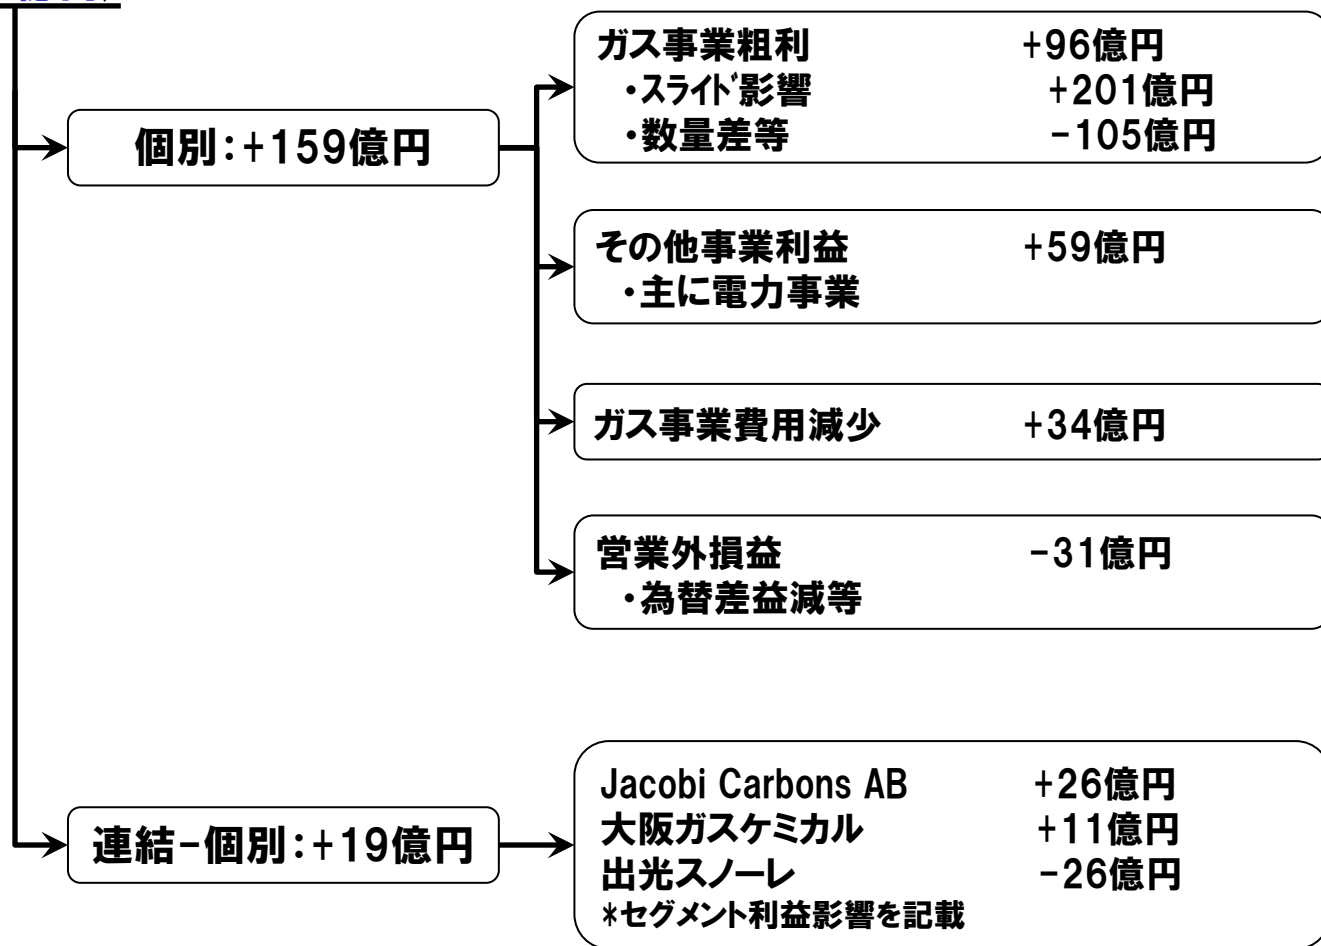 個別:+159億円
ガス事業粗利 +96億円
・スライド影響 +201億円
・数量差等 -105億円
その他事業利益 +59億円
・主に電力事業
ガス事業費用減少 +34億円
営業外損益 -31億円
・為替差益減等
連結-個別:+19億円
Jacobi Carbons AB +26億円
大阪ガスケミカル +11億円
出光スノーレ -26億円
*セグメント利益影響を記載